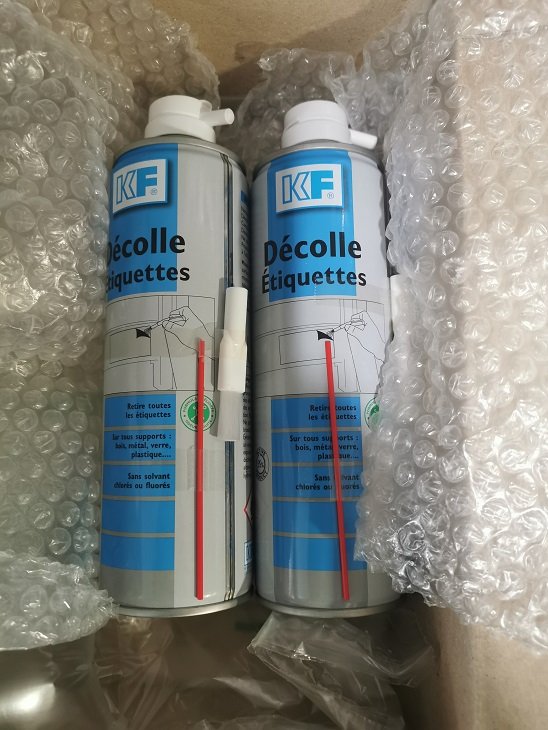 KF
Décolle
Étiquettes
Retire toutes
les étiquettes
Sur tous supports :
bois, métal, verre,
plastique....
Sans solvant
chlorés ou fluorés
KF
Décolle
Étiquettes
Retire toutes
les étiquettes
Sur tous supports :
bois, métal, verre,
plastique....
Sans solvant
chlorés ou fluorés